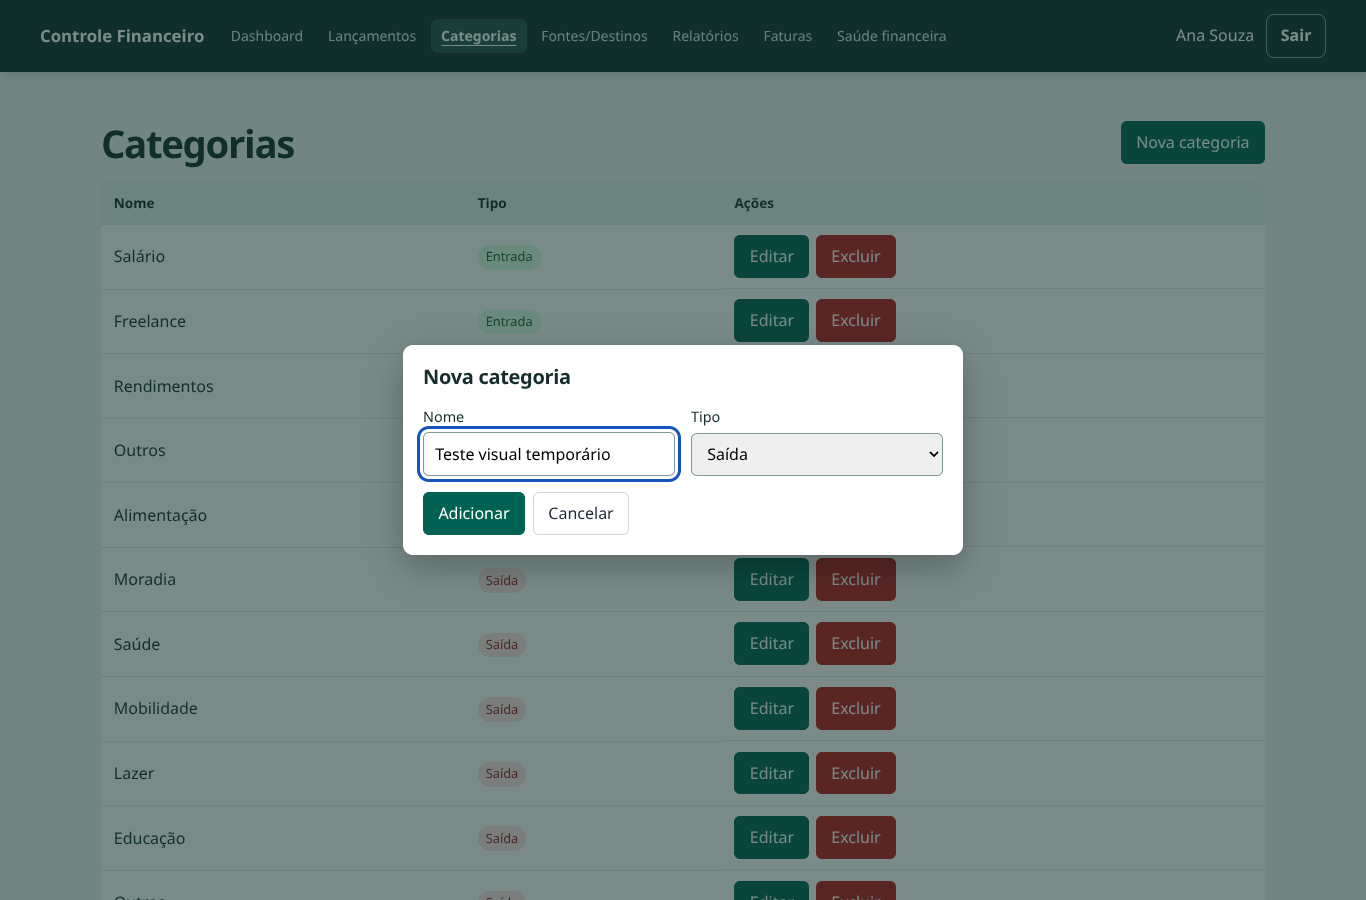 Controle Financeiro Dashboard Lançamentos Categorias Fontes/Destinos Relatórios Faturas Saúde financeira Ana Souza Sair
Categorias Nova categoria
Nome Tipo Ações
Salário Entrada Editar Excluir
Freelance Entrada Editar Excluir
Rendimentos
Outros
Alimentação
Nova categoria
Nome Tipo
Teste visual temporário Saída
Adicionar Cancelar
Moradia Saída Editar Excluir
Saúde Saída Editar Excluir
Mobilidade Saída Editar Excluir
Lazer Saída Editar Excluir
Educação Saída Editar Excluir